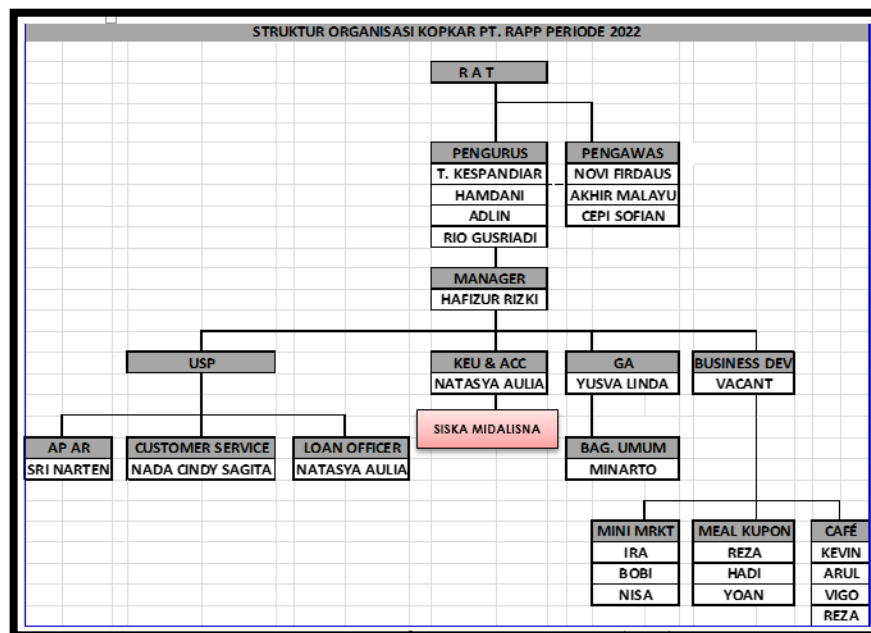 STRUKTUR ORGANISASI KOPKAR PT. RAPP PERIODE 2022
R A T
PENGURUS PENGAWAS
T. KESPANDIAR NOVI FIRDAUS
HAMDANI AKHIR MALAYU
ADLIN CEPI SOFIAN
RIO GUSRIADI
MANAGER
HAFIZUR RIZKI
USP KEU & ACC GA BUSINESS DEV
NATASYA AULIA YUSVA LINDA VACANT
SISKA MIDALISNA
AP AR CUSTOMER SERVICE LOAN OFFICER BAG. UMUM
SRI NARTEN NADA CINDY SAGITA NATASYA AULIA MINARTO
MINI MRKT MEAL KUPON CAFÉ
IRA REZA KEVIN
BOBI HADI ARUL
NISA YOAN VIGO
REZA